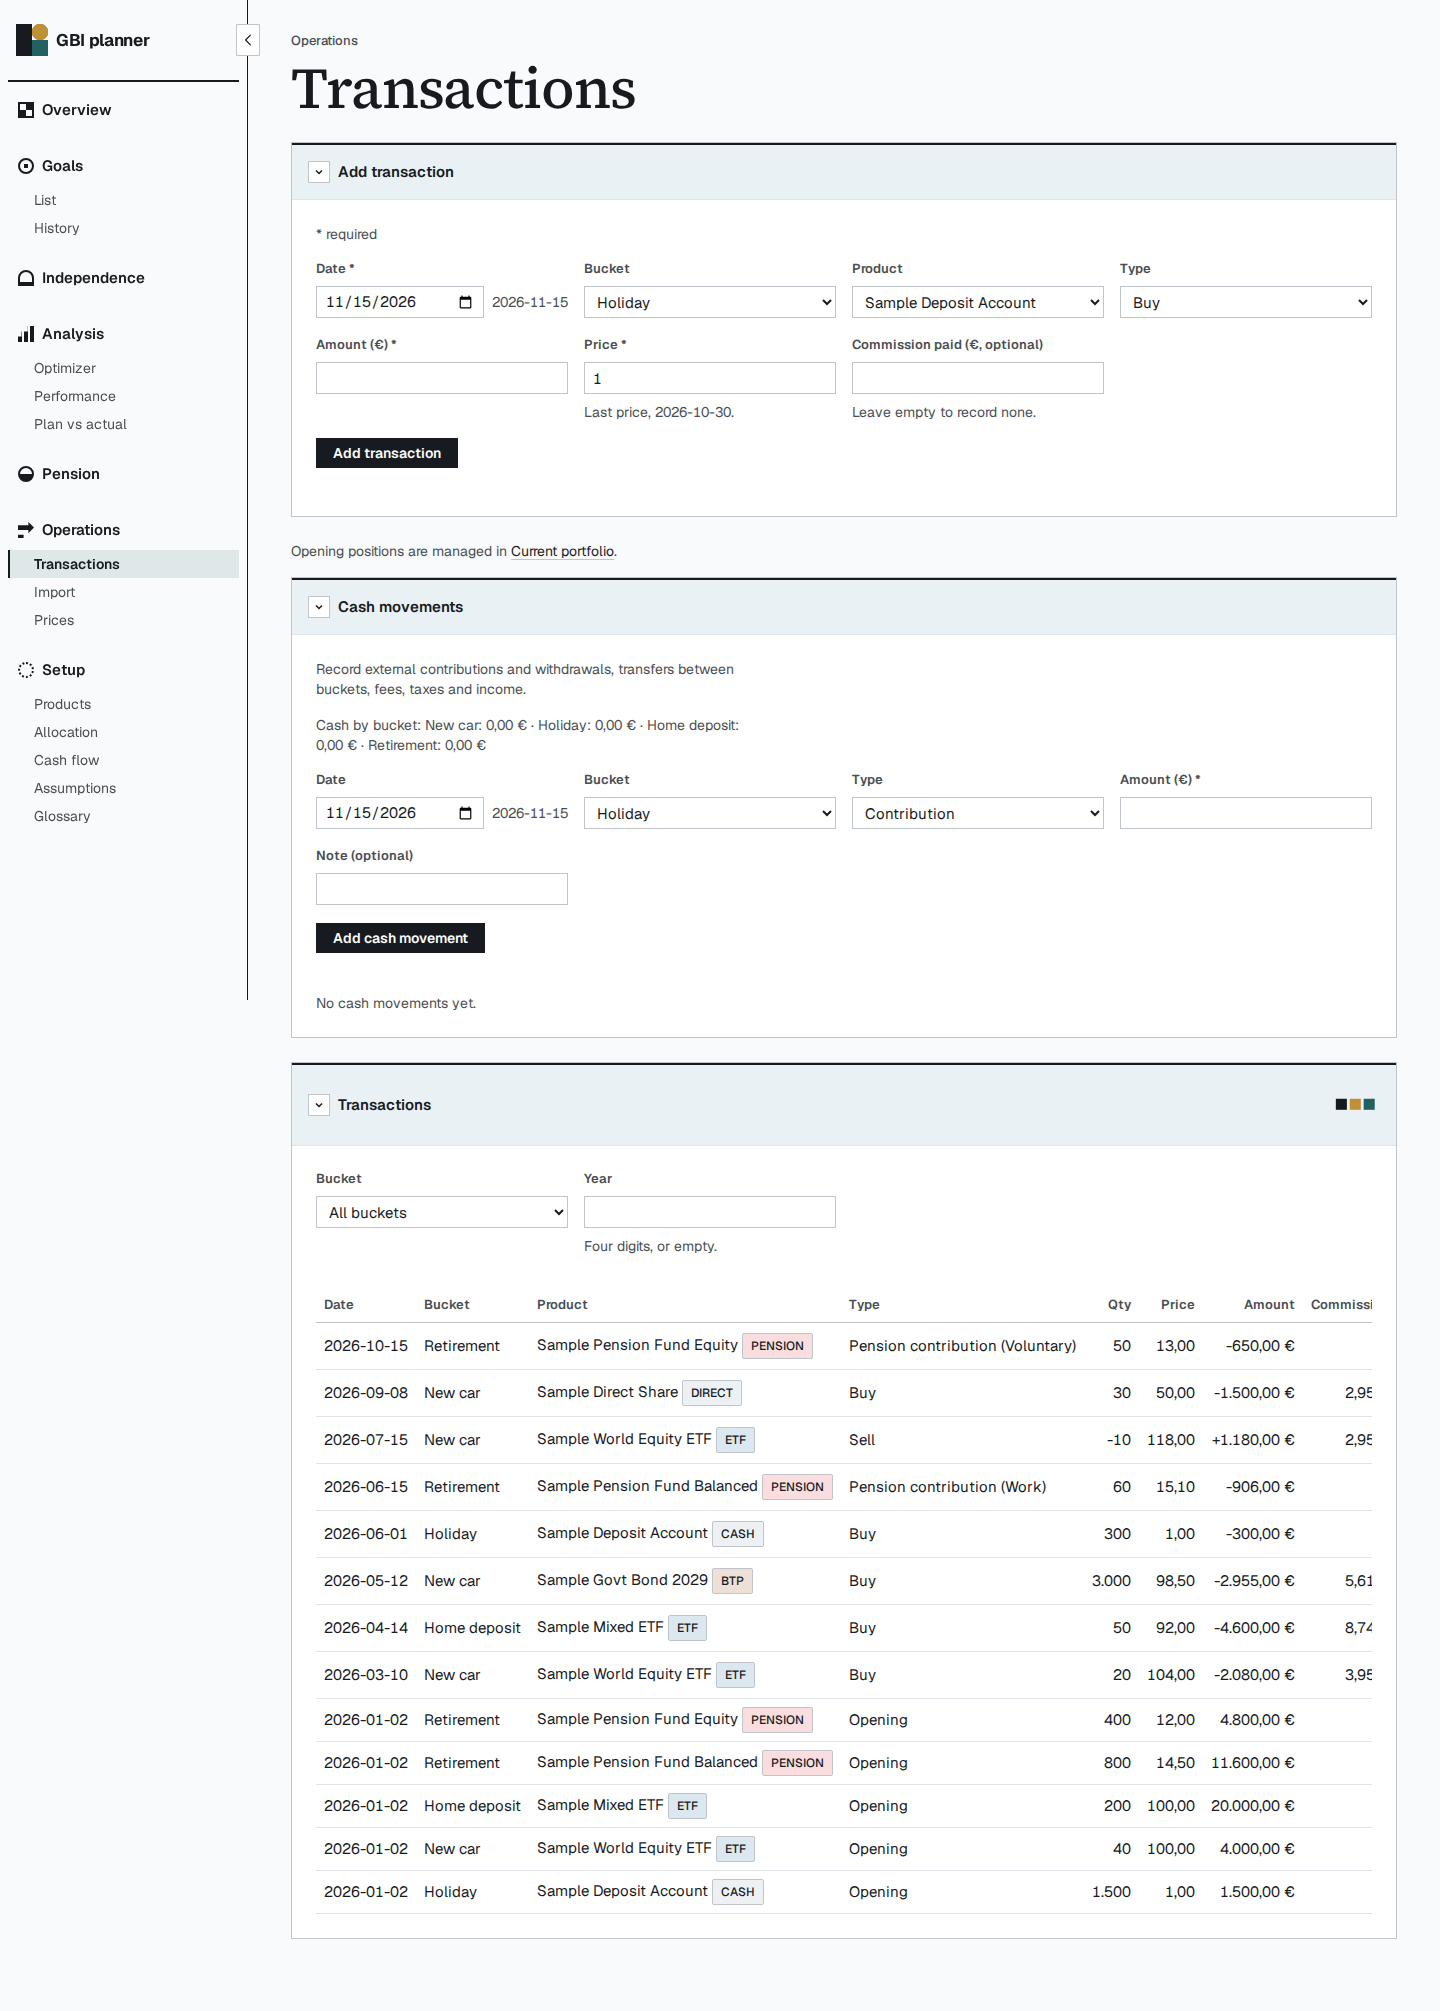 GBI planner
Overview
Goals
List
History
Independence
Analysis
Optimizer
Performance
Plan vs actual
Pension
Operations
Transactions
Import
Prices
Setup
Products
Allocation
Cash flow
Assumptions
Glossary
Operations
Transactions
Add transaction
* required
Date * Bucket Product Type
11/15/2026 2026-11-15 Holiday Sample Deposit Account Buy
Amount (€) * Price * Commission paid (€, optional)
1
Last price, 2026-10-30. Leave empty to record none.
Add transaction
Opening positions are managed in Current portfolio.
Cash movements
Record external contributions and withdrawals, transfers between
buckets, fees, taxes and income.
Cash by bucket: New car: 0,00 € · Holiday: 0,00 € · Home deposit:
0,00 € · Retirement: 0,00 €
Date Bucket Type Amount (€) *
11/15/2026 2026-11-15 Holiday Contribution
Note (optional)
Add cash movement
No cash movements yet.
Transactions
Bucket Year
All buckets
Four digits, or empty.
Date Bucket Product Type Qty Price Amount Commissi
2026-10-15 Retirement Sample Pension Fund Equity PENSION Pension contribution (Voluntary) 50 13,00 -650,00 €
2026-09-08 New car Sample Direct Share DIRECT Buy 30 50,00 -1.500,00 € 2,95
2026-07-15 New car Sample World Equity ETF ETF Sell -10 118,00 +1.180,00 € 2,95
2026-06-15 Retirement Sample Pension Fund Balanced PENSION Pension contribution (Work) 60 15,10 -906,00 €
2026-06-01 Holiday Sample Deposit Account CASH Buy 300 1,00 -300,00 €
2026-05-12 New car Sample Govt Bond 2029 BTP Buy 3.000 98,50 -2.955,00 € 5,61
2026-04-14 Home deposit Sample Mixed ETF ETF Buy 50 92,00 -4.600,00 € 8,74
2026-03-10 New car Sample World Equity ETF ETF Buy 20 104,00 -2.080,00 € 3,95
2026-01-02 Retirement Sample Pension Fund Equity PENSION Opening 400 12,00 4.800,00 €
2026-01-02 Retirement Sample Pension Fund Balanced PENSION Opening 800 14,50 11.600,00 €
2026-01-02 Home deposit Sample Mixed ETF ETF Opening 200 100,00 20.000,00 €
2026-01-02 New car Sample World Equity ETF ETF Opening 40 100,00 4.000,00 €
2026-01-02 Holiday Sample Deposit Account CASH Opening 1.500 1,00 1.500,00 €